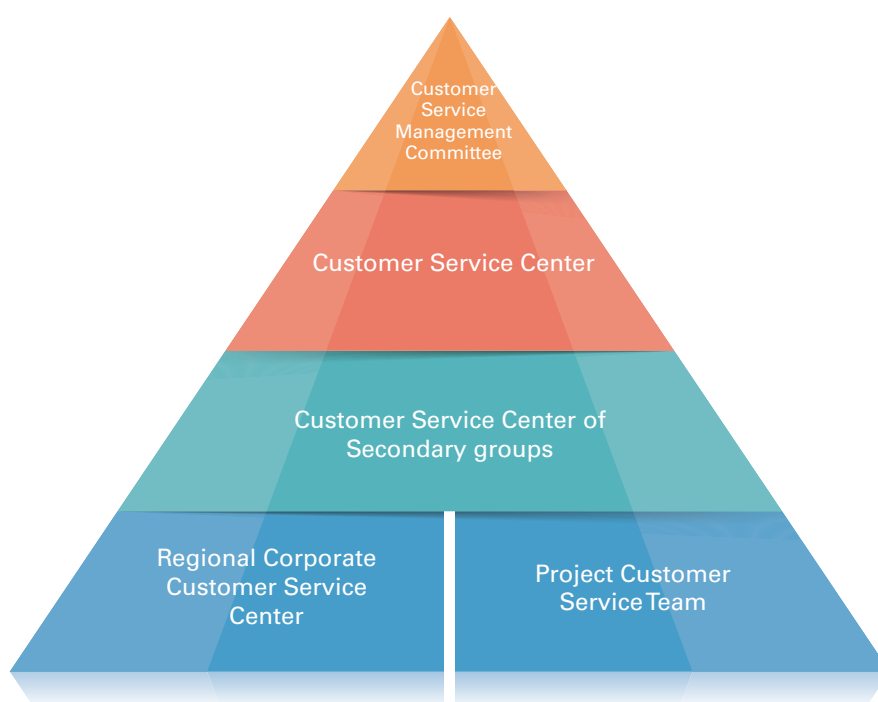 Customer
Service
Management
Committee
Customer Service Center
Customer Service Center of
Secondary groups
Regional Corporate
Customer Service
Center
Project Customer
Service Team